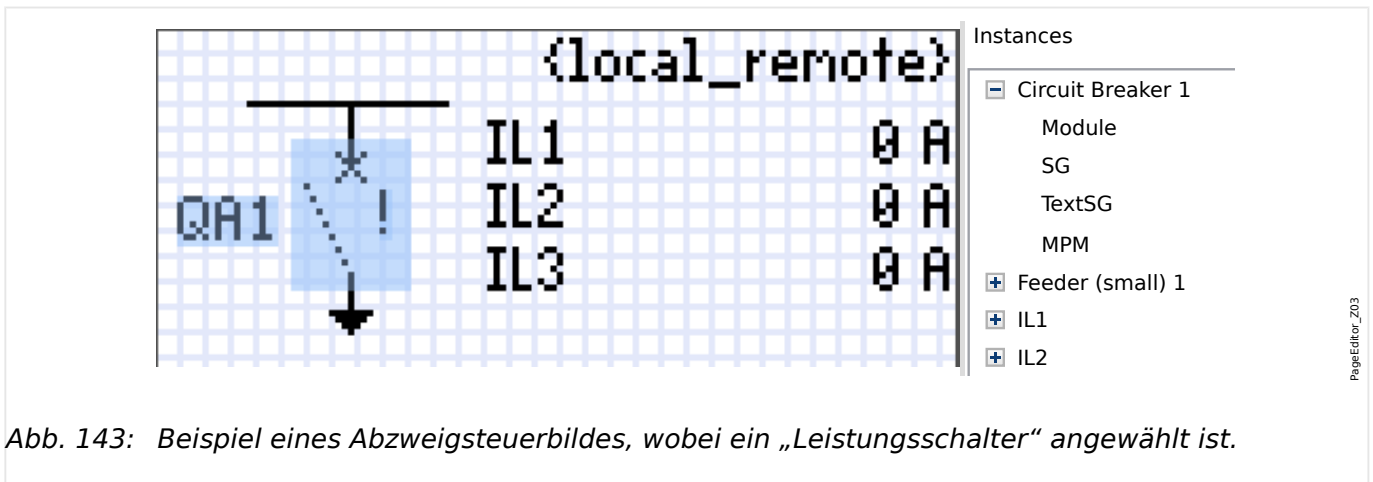 {local_remote}
QA1
!
IL1 0 A
IL2 0 A
IL3 0 A
Instances
Circuit Breaker 1
Module
SG
TextSG
MPM
Feeder (small) 1
IL1
IL2
PageEditor_Z03
Abb. 143: Beispiel eines Abzweigsteuerbildes, wobei ein „Leistungsschalter“ angewählt ist.